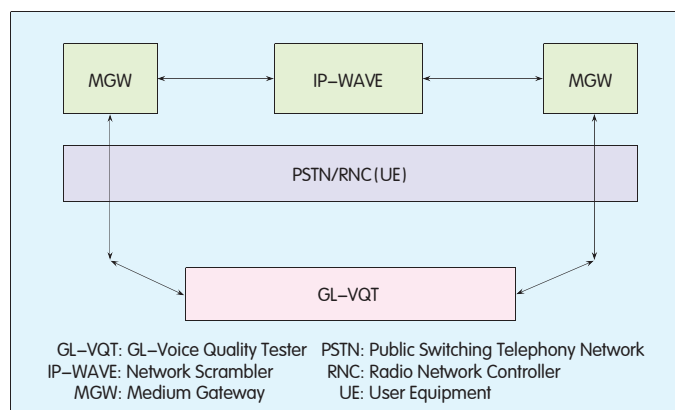 MGW
IP–WAVE
MGW
PSTN/RNC(UE)
GL–VQT
GL–VQT: GL–Voice Quality Tester PSTN: Public Switching Telephony Network
IP–WAVE: Network Scrambler RNC: Radio Network Controller
MGW: Medium Gateway UE: User Equipment